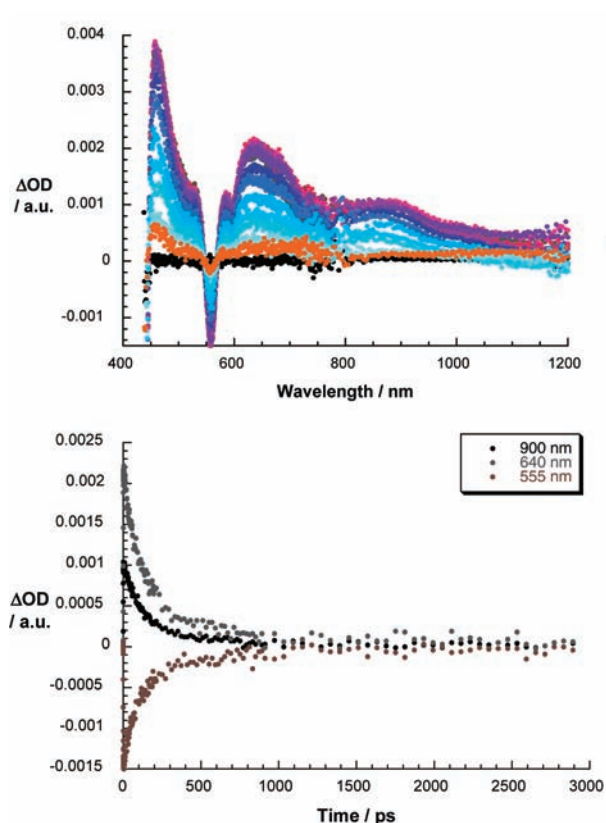 0.004
0.003
0.002
ΔOD
/ a.u.
0.001
0
-0.001
400 600 800 1000 1200
Wavelength / nm
0.0025
0.002
0.0015
0.001
ΔOD
/ a.u.
0.0005
0
-0.0005
-0.001
-0.0015
900 nm
640 nm
555 nm
0 500 1000 1500 2000 2500 3000
Time / ps